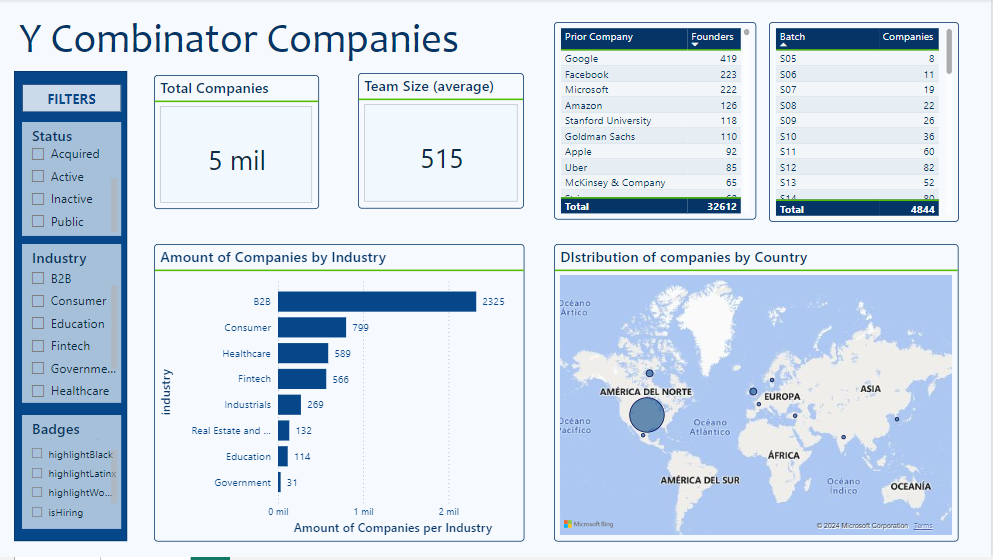 Y Combinator Companies
FILTERS
Status
Acquired
Active
Inactive
Public
Industry
B2B
Consumer
Education
Fintech
Governme...
Healthcare
Badges
highlightBlack
highlightLatinx
highlightWo...
isHiring
Total Companies
5 mil
Team Size (average)
515
Prior Company Founders
Google 419
Facebook 223
Microsoft 222
Amazon 126
Stanford University 118
Goldman Sachs 110
Apple 92
Uber 85
McKinsey & Company 65
Total 32612
Batch Companies
S05 8
S06 11
S07 19
S08 22
S09 26
S10 36
S11 60
S12 82
S13 52
S14 80
Total 4844
Amount of Companies by Industry
industry
B2B 2325
Consumer 799
Healthcare 589
Fintech 566
Industrials 269
Real Estate and ... 132
Education 114
Government 31
0 mil 1 mil 2 mil
Amount of Companies per Industry
DIstribution of companies by Country
Océano
Ártico
AMÉRICA DEL NORTE
EUROPA
ASIA
Océano
Atlántico
ÁFRICA
AMÉRICA DEL SUR
Océano
Índico
OCEANÍA
Microsoft Bing
© 2024 Microsoft Corporation Terms